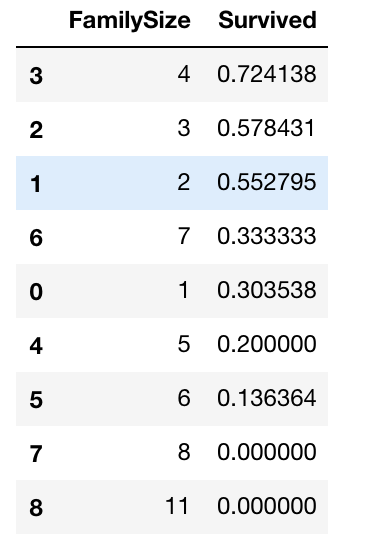 FamilySize Survived
3 4 0.724138
2 3 0.578431
1 2 0.552795
6 7 0.333333
0 1 0.303538
4 5 0.200000
5 6 0.136364
7 8 0.000000
8 11 0.000000